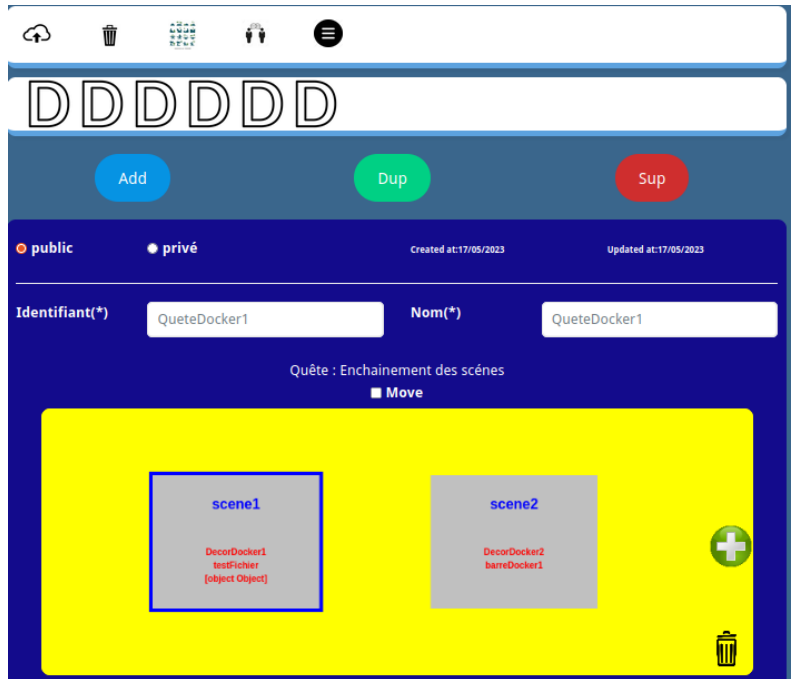 DDDDDD
Add Dup Sup
public privé Created at:17/05/2023 Updated at:17/05/2023
Identifiant(*) QueteDocker1 Nom(*) QueteDocker1
Quête : Enchainement des scénes
Move
scene1 scene2
DecorDocker1 DecorDocker2
testFichier barreDocker1
[object Object]